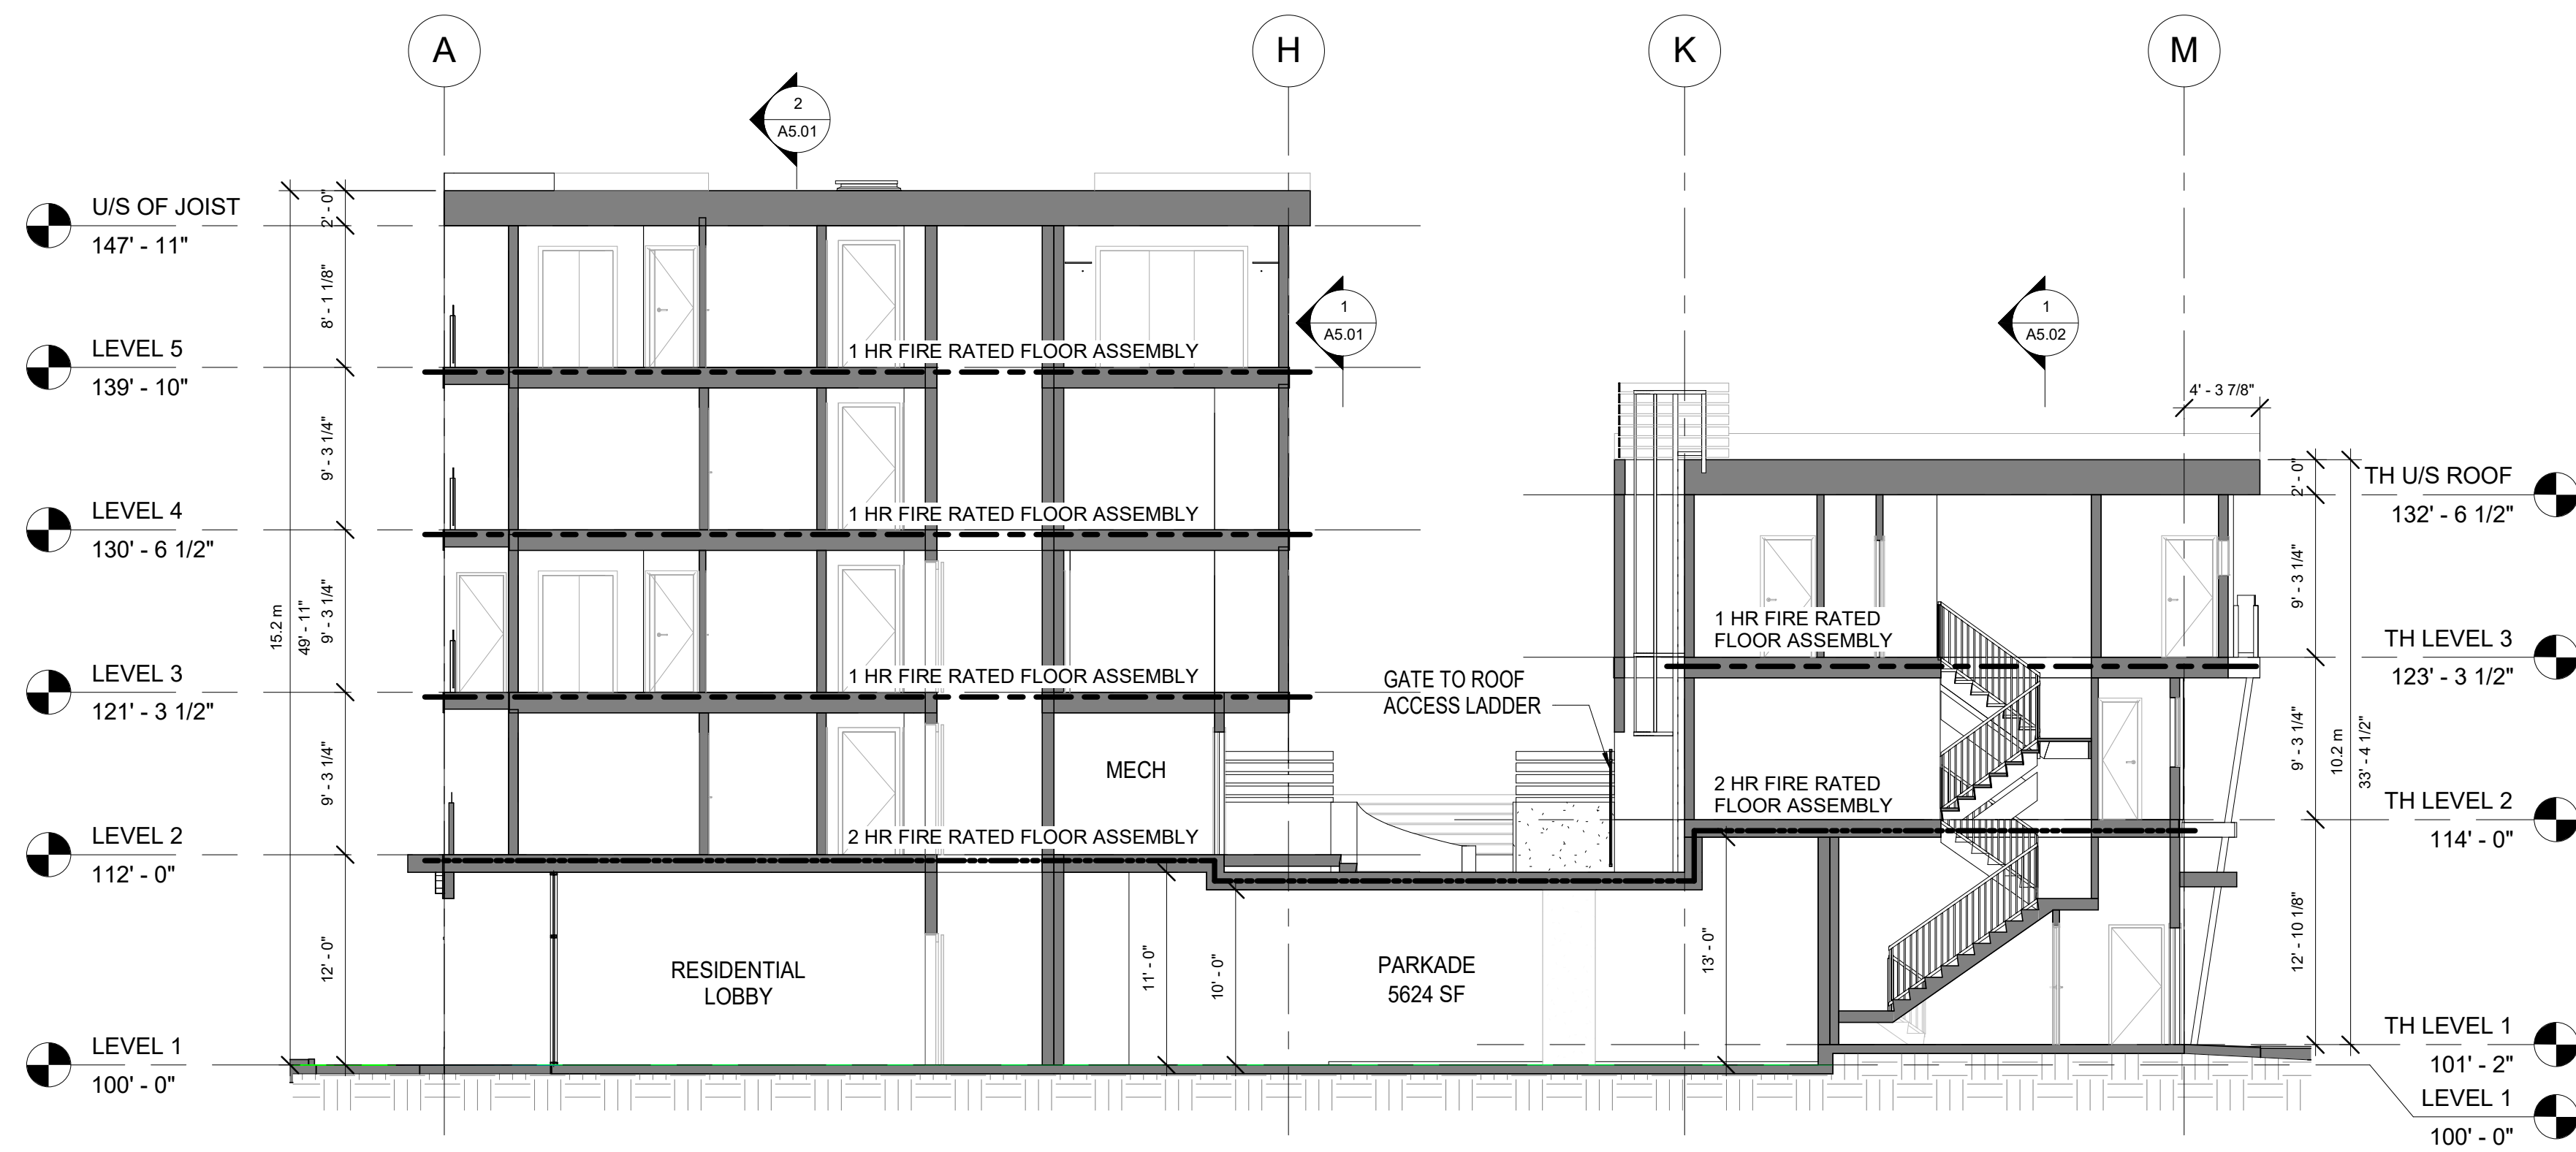 A
H
K
M
2
A5.01
U/S OF JOIST
147' - 11"
LEVEL 5
139' - 10"
LEVEL 4
130' - 6 1/2"
LEVEL 3
121' - 3 1/2"
LEVEL 2
112' - 0"
LEVEL 1
100' - 0"
15.2 m
49' - 11"
2' - 0"
8' - 1 1/8"
9' - 3 1/4"
9' - 3 1/4"
9' - 3 1/4"
12' - 0"
1 HR FIRE RATED FLOOR ASSEMBLY
1 HR FIRE RATED FLOOR ASSEMBLY
1 HR FIRE RATED FLOOR ASSEMBLY
2 HR FIRE RATED FLOOR ASSEMBLY
MECH
RESIDENTIAL
LOBBY
11' - 0"
10' - 0"
PARKADE
5624 SF
13' - 0"
1
A5.01
GATE TO ROOF
ACCESS LADDER
1
A5.02
4' - 3 7/8"
1 HR FIRE RATED
FLOOR ASSEMBLY
2 HR FIRE RATED
FLOOR ASSEMBLY
2' - 0"
9' - 3 1/4"
9' - 3 1/4"
12' - 10 1/8"
10.2 m
33' - 4 1/2"
TH U/S ROOF
132' - 6 1/2"
TH LEVEL 3
123' - 3 1/2"
TH LEVEL 2
114' - 0"
TH LEVEL 1
101' - 2"
LEVEL 1
100' - 0"